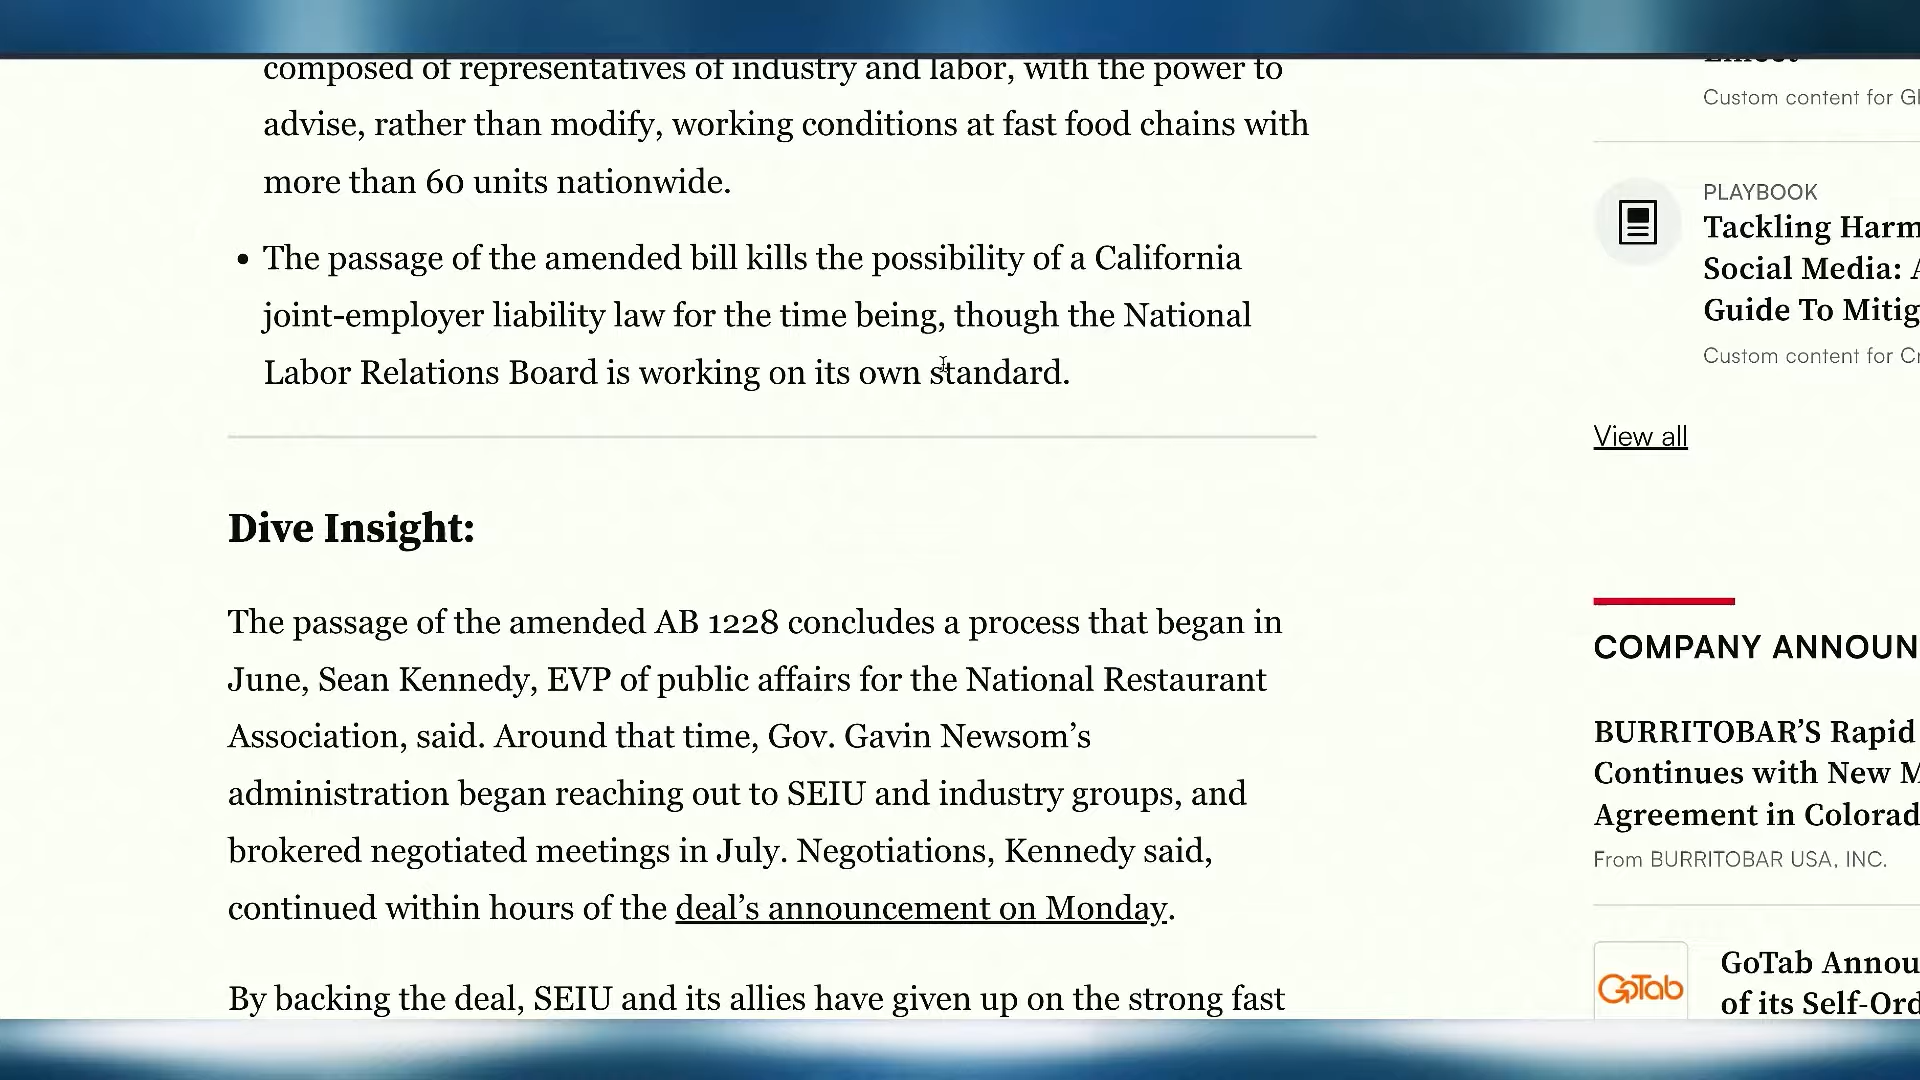 composed of representatives of industry and labor, with the power to
advise, rather than modify, working conditions at fast food chains with
more than 60 units nationwide.
• The passage of the amended bill kills the possibility of a California
joint-employer liability law for the time being, though the National
Labor Relations Board is working on its own standard.
Dive Insight:
The passage of the amended AB 1228 concludes a process that began in
June, Sean Kennedy, EVP of public affairs for the National Restaurant
Association, said. Around that time, Gov. Gavin Newsom’s
administration began reaching out to SEIU and industry groups, and
brokered negotiated meetings in July. Negotiations, Kennedy said,
continued within hours of the deal’s announcement on Monday.
By backing the deal, SEIU and its allies have given up on the strong fast
Custom content for
PLAYBOOK
Tackling Harm
Social Media:
Guide To Mitig
Custom content for
View all
COMPANY ANNOUN
BURRITOBAR’S Rapid
Continues with New
Agreement in Colorad
From BURRITOBAR USA, INC.
GoTab
GoTab Annou
of its Self-Ord